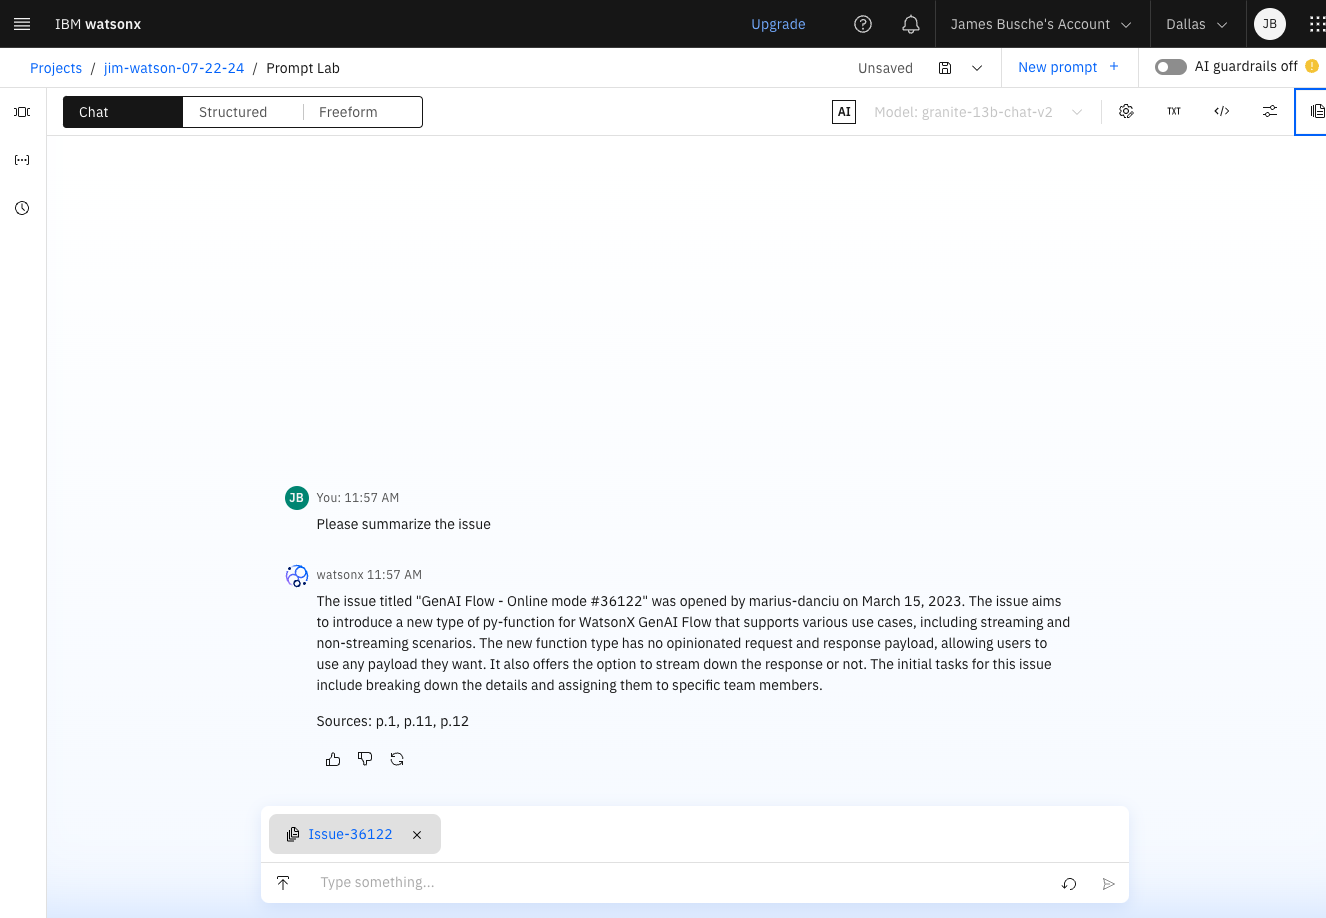 IBM watsonx
Upgrade
James Busche's Account
Dallas
JB
Projects / jim-watson-07-22-24 / Prompt Lab
Unsaved
New prompt +
AI guardrails off
Chat
Structured
Freeform
AI
Model: granite-13b-chat-v2
TXT
</>
JB
You: 11:57 AM
Please summarize the issue
watsonx 11:57 AM
The issue titled "GenAI Flow - Online mode #36122" was opened by marius-danciu on March 15, 2023. The issue aims
to introduce a new type of py-function for WatsonX GenAI Flow that supports various use cases, including streaming and
non-streaming scenarios. The new function type has no opinionated request and response payload, allowing users to
use any payload they want. It also offers the option to stream down the response or not. The initial tasks for this issue
include breaking down the details and assigning them to specific team members.
Sources: p.1, p.11, p.12
Issue-36122
Type something...